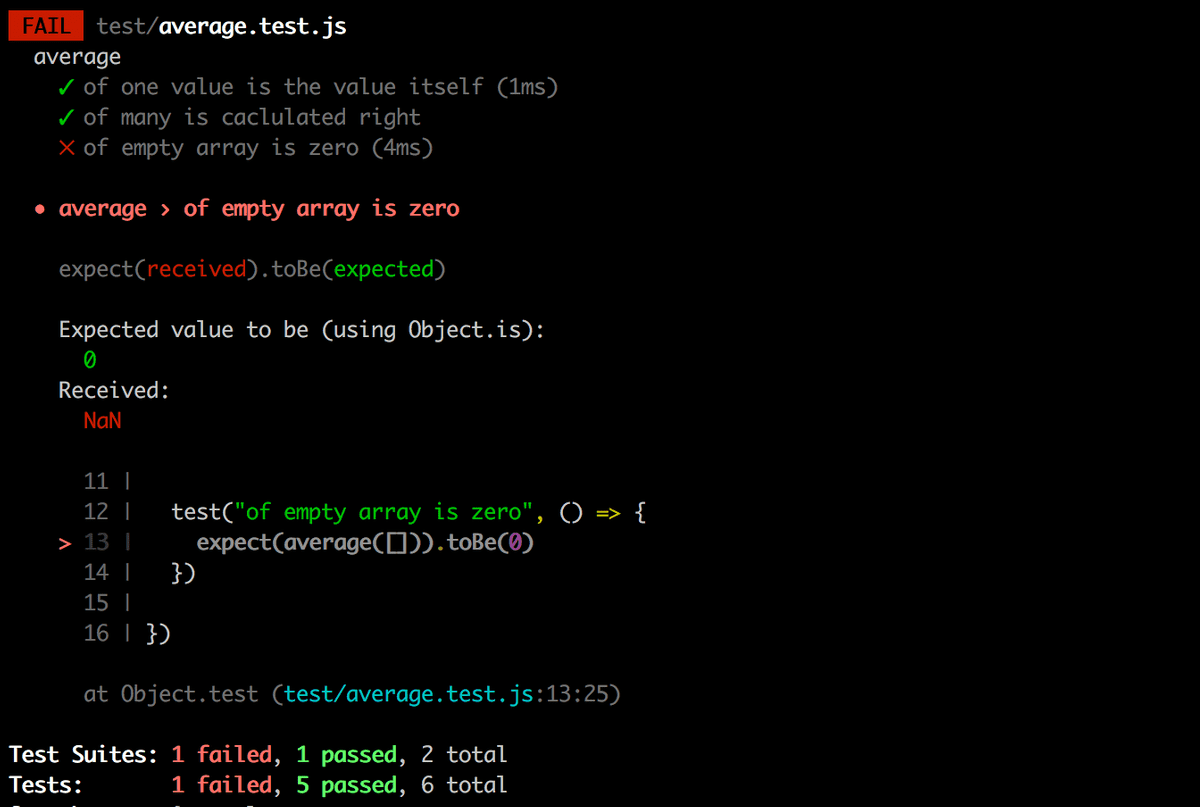 FAIL test/average.test.js
average
✓ of one value is the value itself (1ms)
✓ of many is caclulated right
✕ of empty array is zero (4ms)
● average › of empty array is zero
expect(received).toBe(expected)
Expected value to be (using Object.is):
0
Received:
NaN
11 |
12 | test("of empty array is zero", () => {
> 13 | expect(average([])).toBe(0)
14 | })
15 |
16 | })
at Object.test (test/average.test.js:13:25)
Test Suites: 1 failed, 1 passed, 2 total
Tests: 1 failed, 5 passed, 6 total